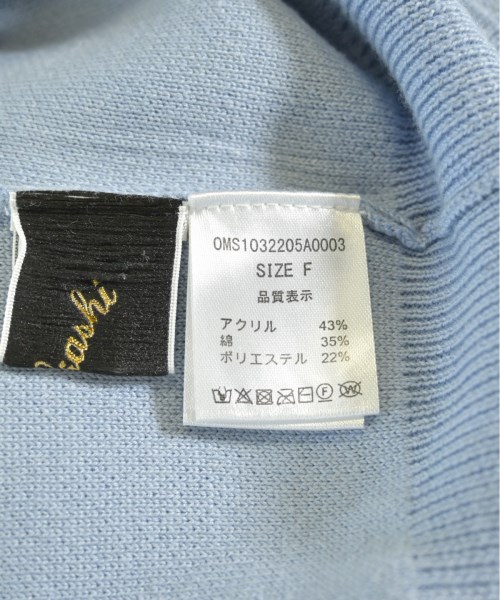 OMS1032205A0003
SIZE F
品質表示
アクリル 43%
綿 35%
ポリエステル 22%
F
W